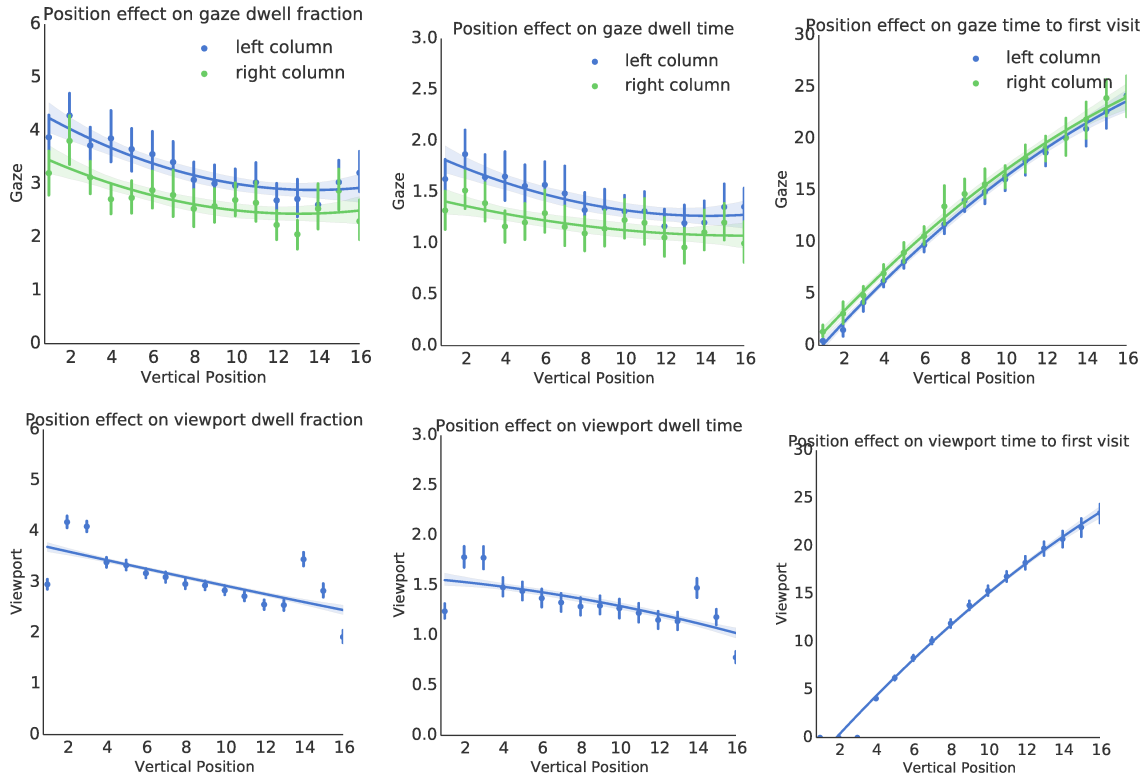 Position effect on gaze dwell fraction
6
5
4
3
2
1
0
Gaze
left column
right column
2 4 6 8 10 12 14 16
Vertical Position
Position effect on gaze dwell time
3.0
2.5
2.0
1.5
1.0
0.5
0.0
Gaze
left column
right column
2 4 6 8 10 12 14 16
Vertical Position
Position effect on gaze time to first visit
30
25
20
15
10
5
0
Gaze
left column
right column
2 4 6 8 10 12 14 16
Vertical Position
Position effect on viewport dwell fraction
6
5
4
3
2
1
0
Viewport
2 4 6 8 10 12 14 16
Vertical Position
Position effect on viewport dwell time
3.0
2.5
2.0
1.5
1.0
0.5
0.0
Viewport
2 4 6 8 10 12 14 16
Vertical Position
Position effect on viewport time to first visit
30
25
20
15
10
5
0
Viewport
2 4 6 8 10 12 14 16
Vertical Position